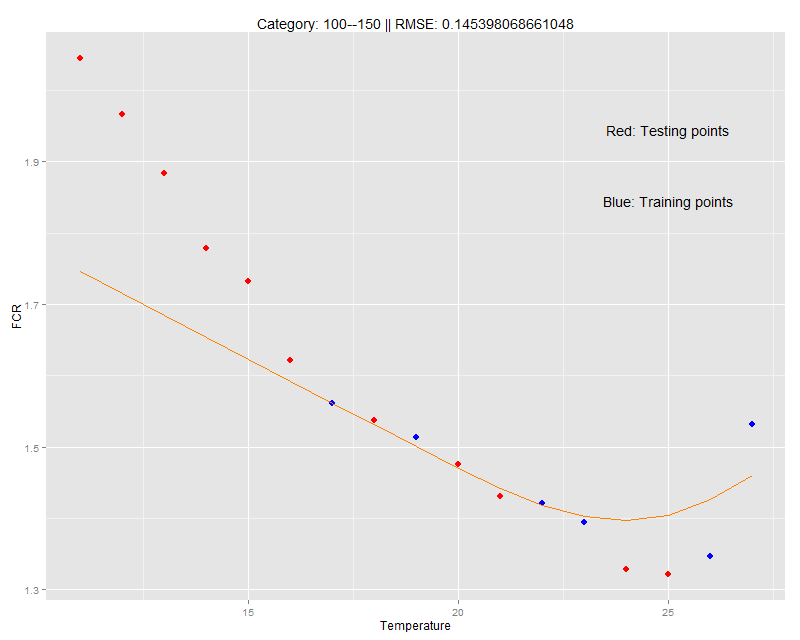 Category: 100--150 || RMSE: 0.145398068661048
Red: Testing points
Blue: Training points
FCR
1.9
1.7
1.5
1.3
15
20
25
Temperature